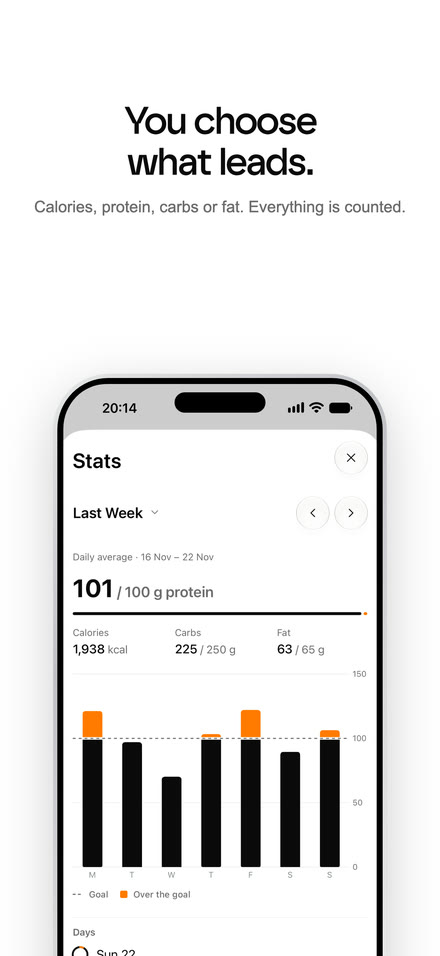 You choose
what leads.
Calories, protein, carbs or fat. Everything is counted.
20:14
Stats
Last Week
Daily average · 16 Nov – 22 Nov
101 / 100 g protein
Calories Carbs Fat
1,938 kcal 225 / 250 g 63 / 65 g
150
100
50
0
M T W T F S S
Goal Over the goal
Days
Sun 22